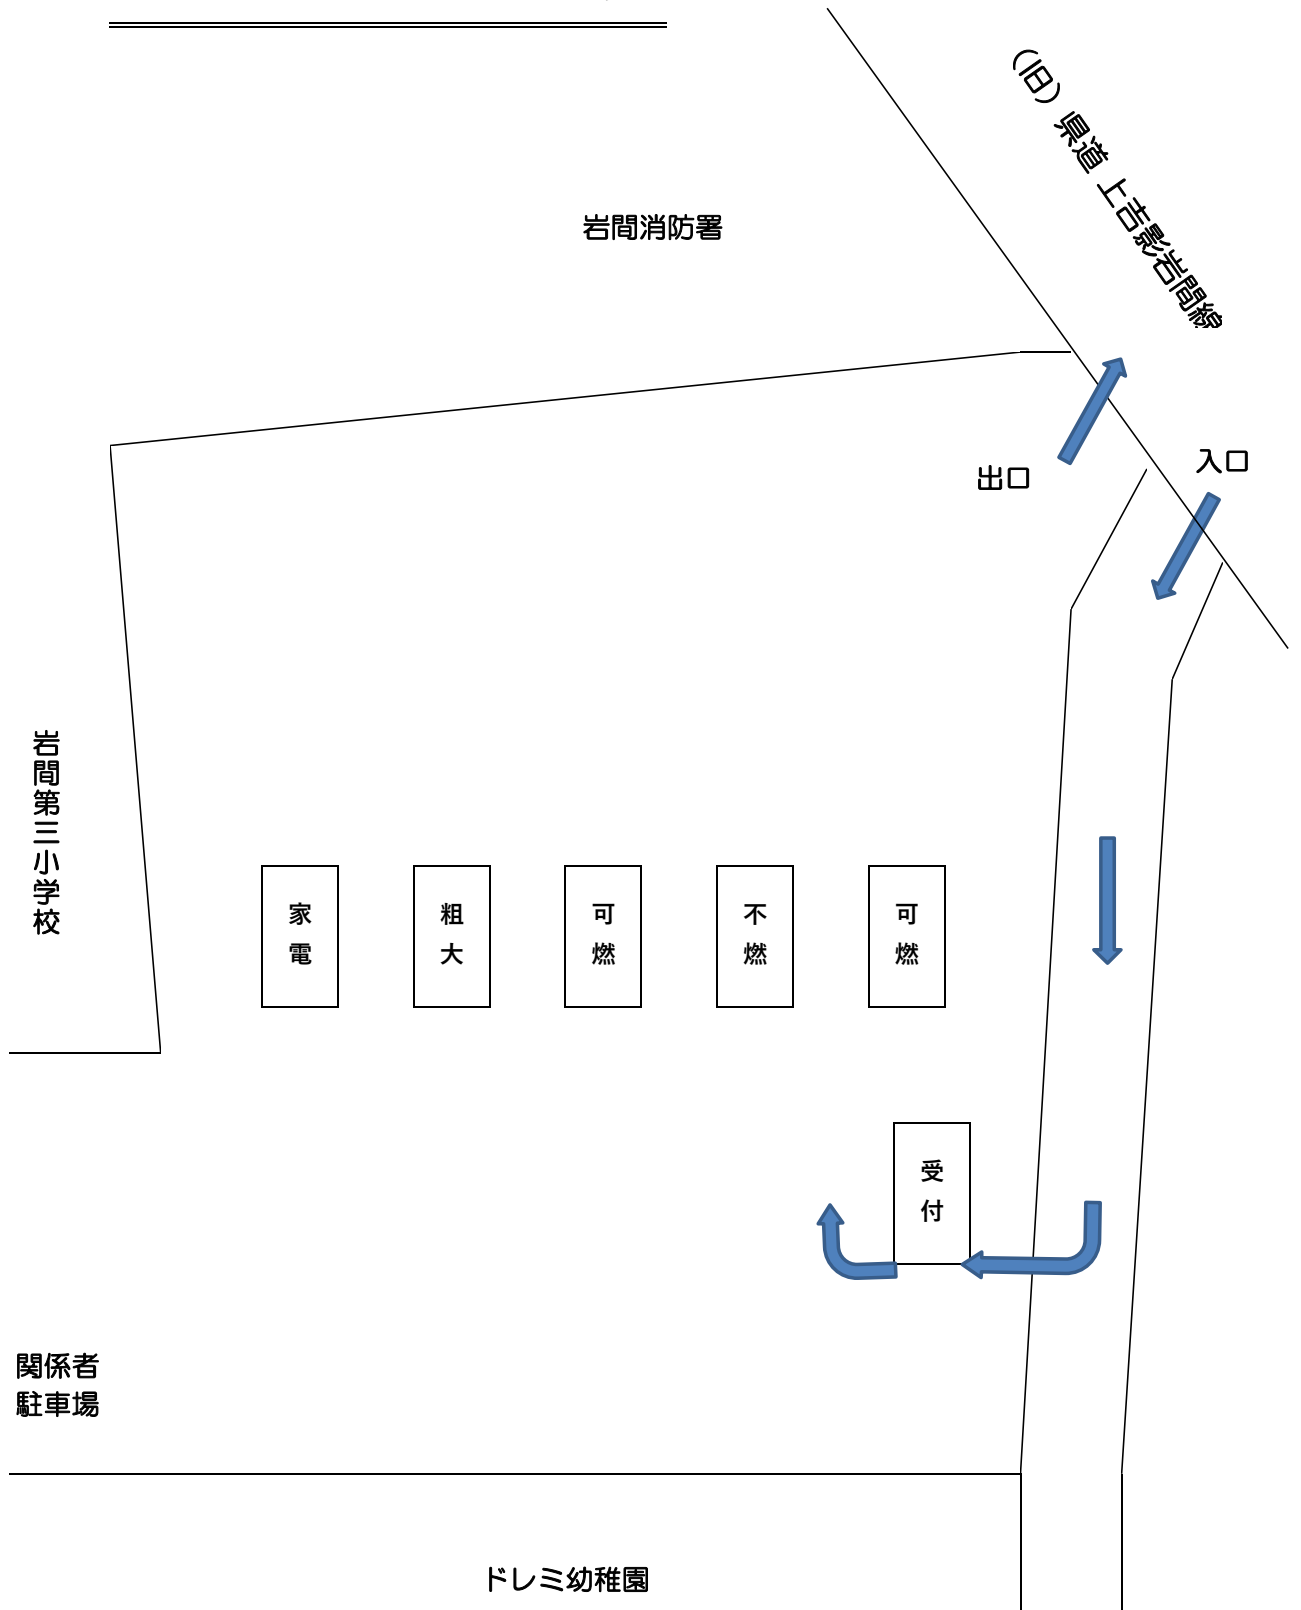 （旧）県道 上吉影岩間線
岩間消防署
出口
入口
岩間第三小学校
家電
粗大
可燃
不燃
可燃
受付
関係者
駐車場
ドレミ幼稚園